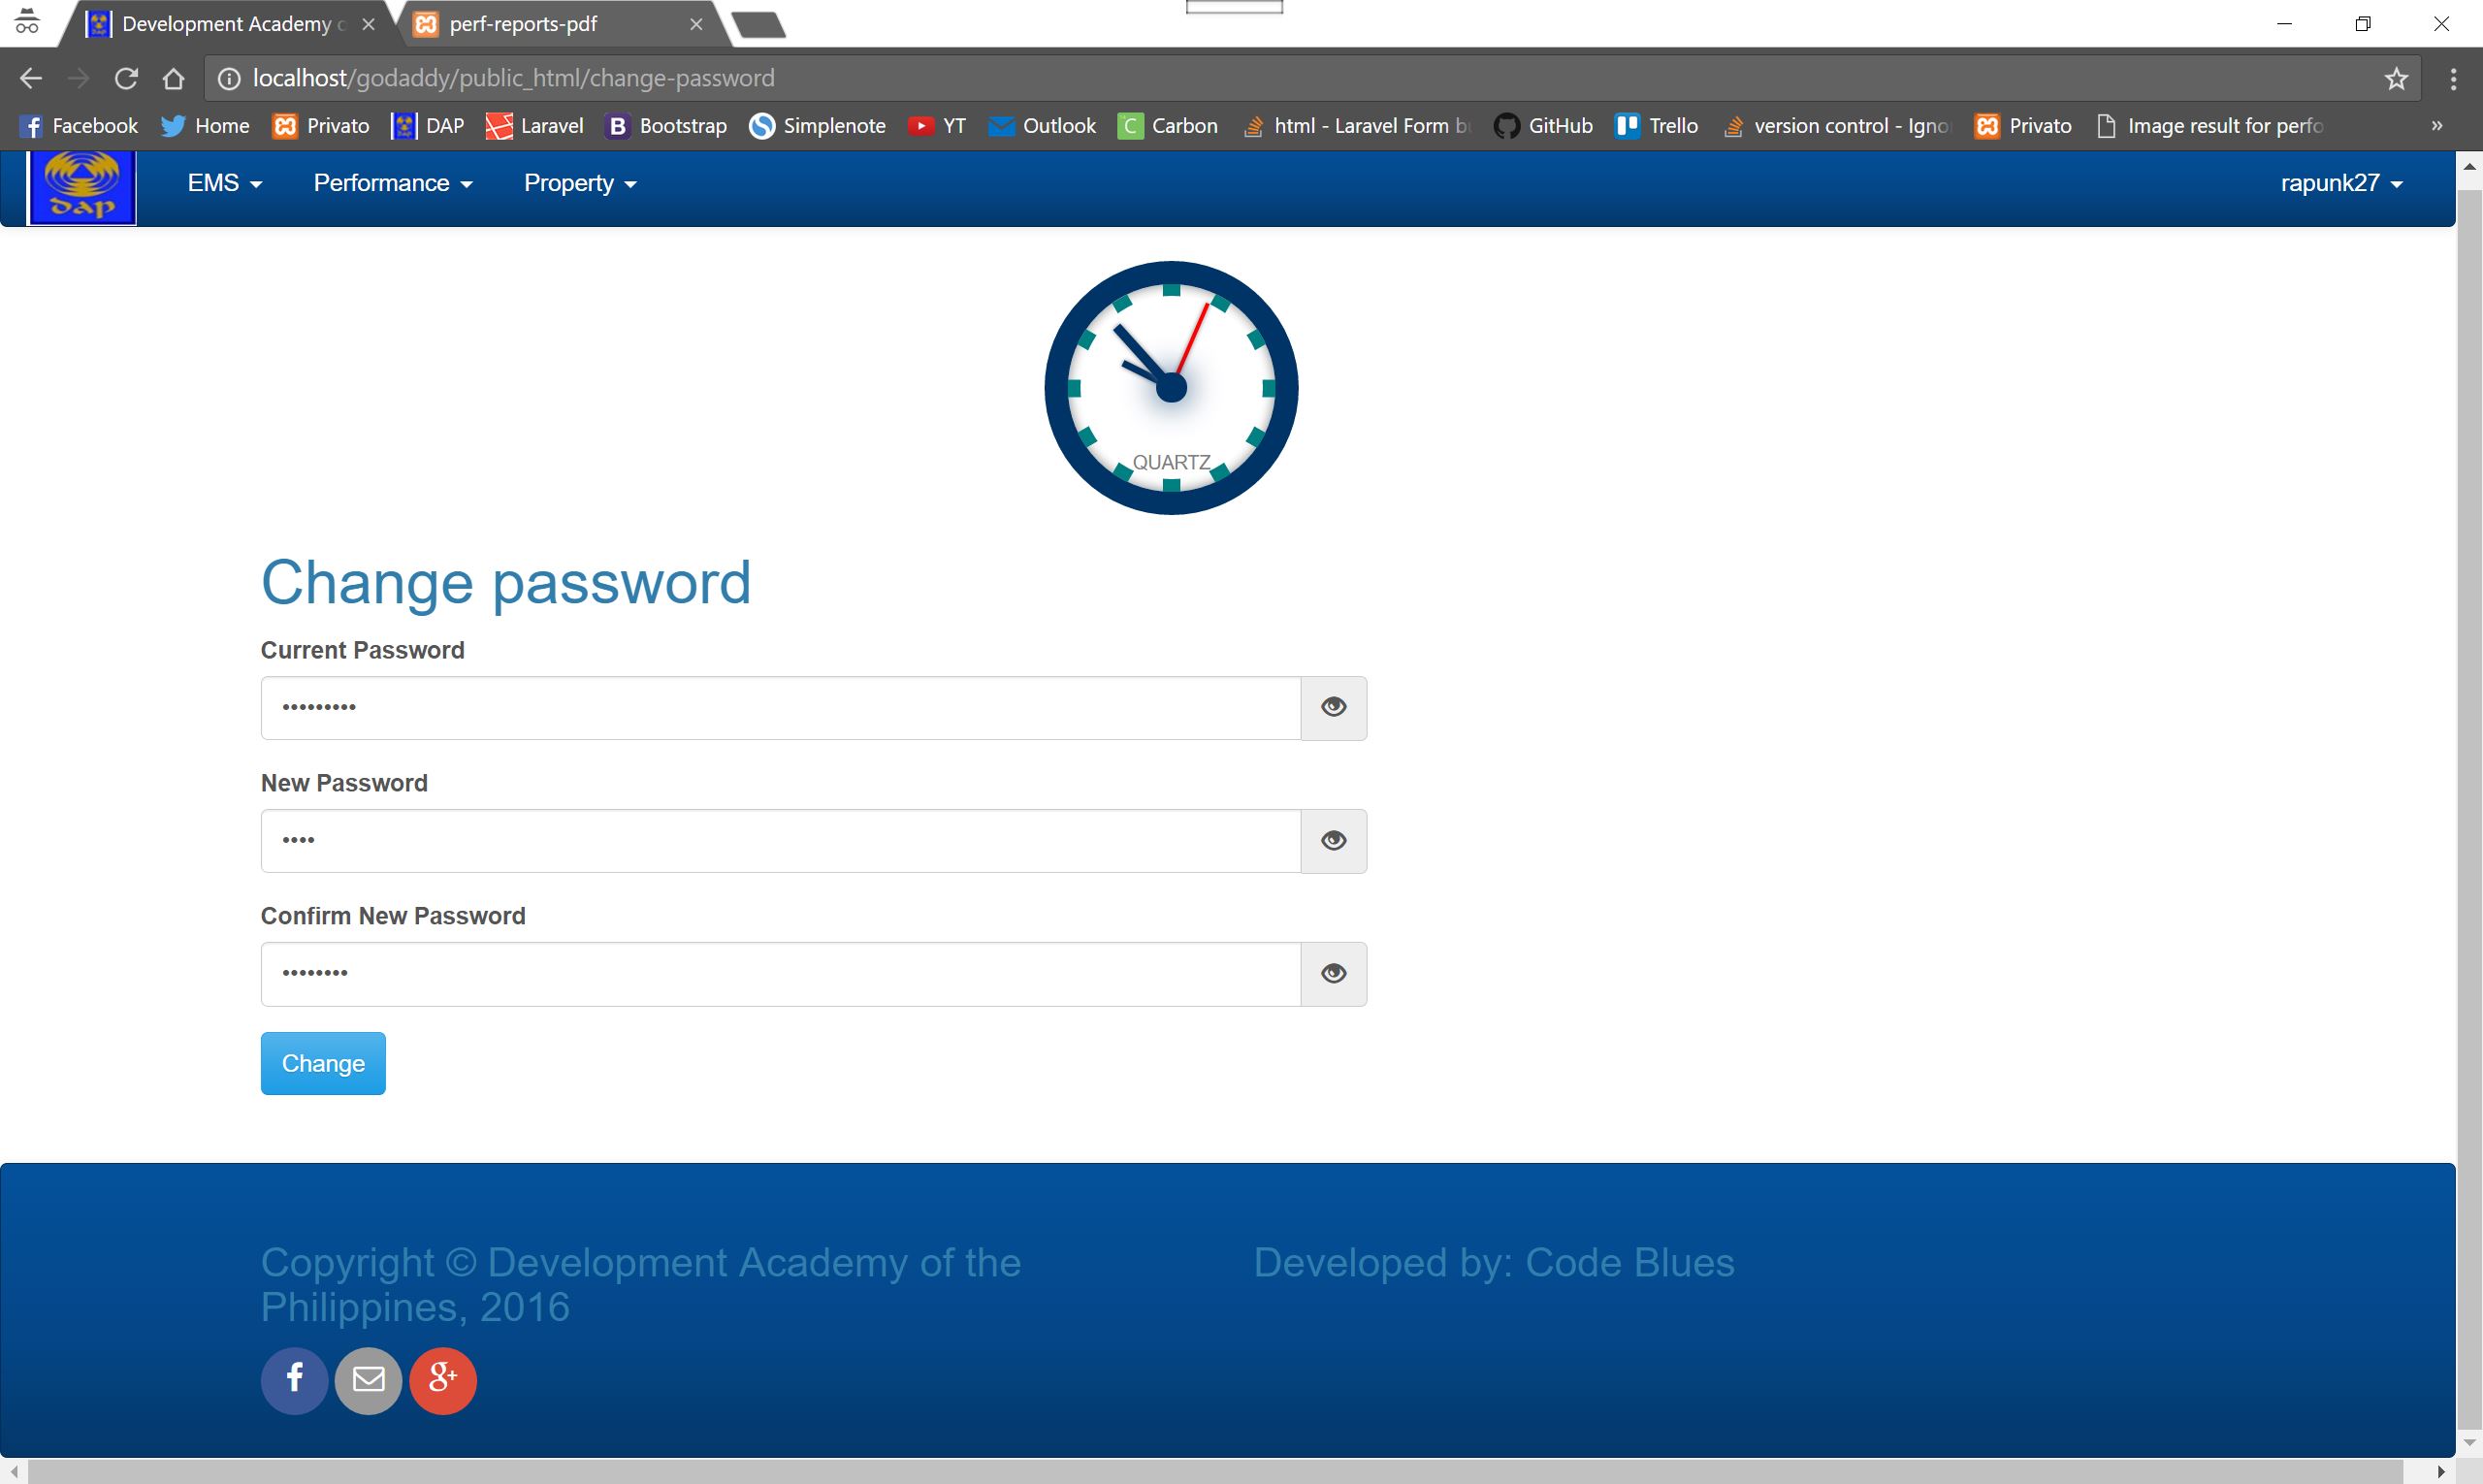 Development Academy
perf-reports-pdf
localhost/godaddy/public_html/change-password
Facebook Home Privato DAP Laravel Bootstrap Simplenote YT Outlook Carbon html - Laravel Form GitHub Trello version control - Privato Image result for
dap EMS Performance Property rapunk27
QUARTZ
Change password
Current Password
•••••••••
New Password
••••
Confirm New Password
••••••••
Change
Copyright © Development Academy of the
Philippines, 2016
Developed by: Code Blues